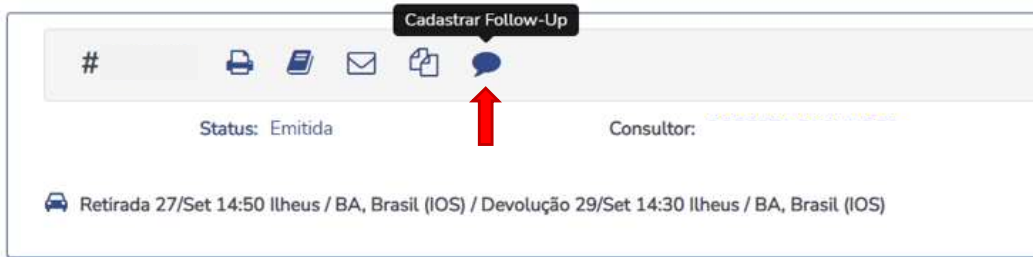 Cadastrar Follow-Up
#
Status: Emitida Consultor:
Retirada 27/Set 14:50 Ilheus / BA, Brasil (IOS) / Devolução 29/Set 14:30 Ilheus / BA, Brasil (IOS)